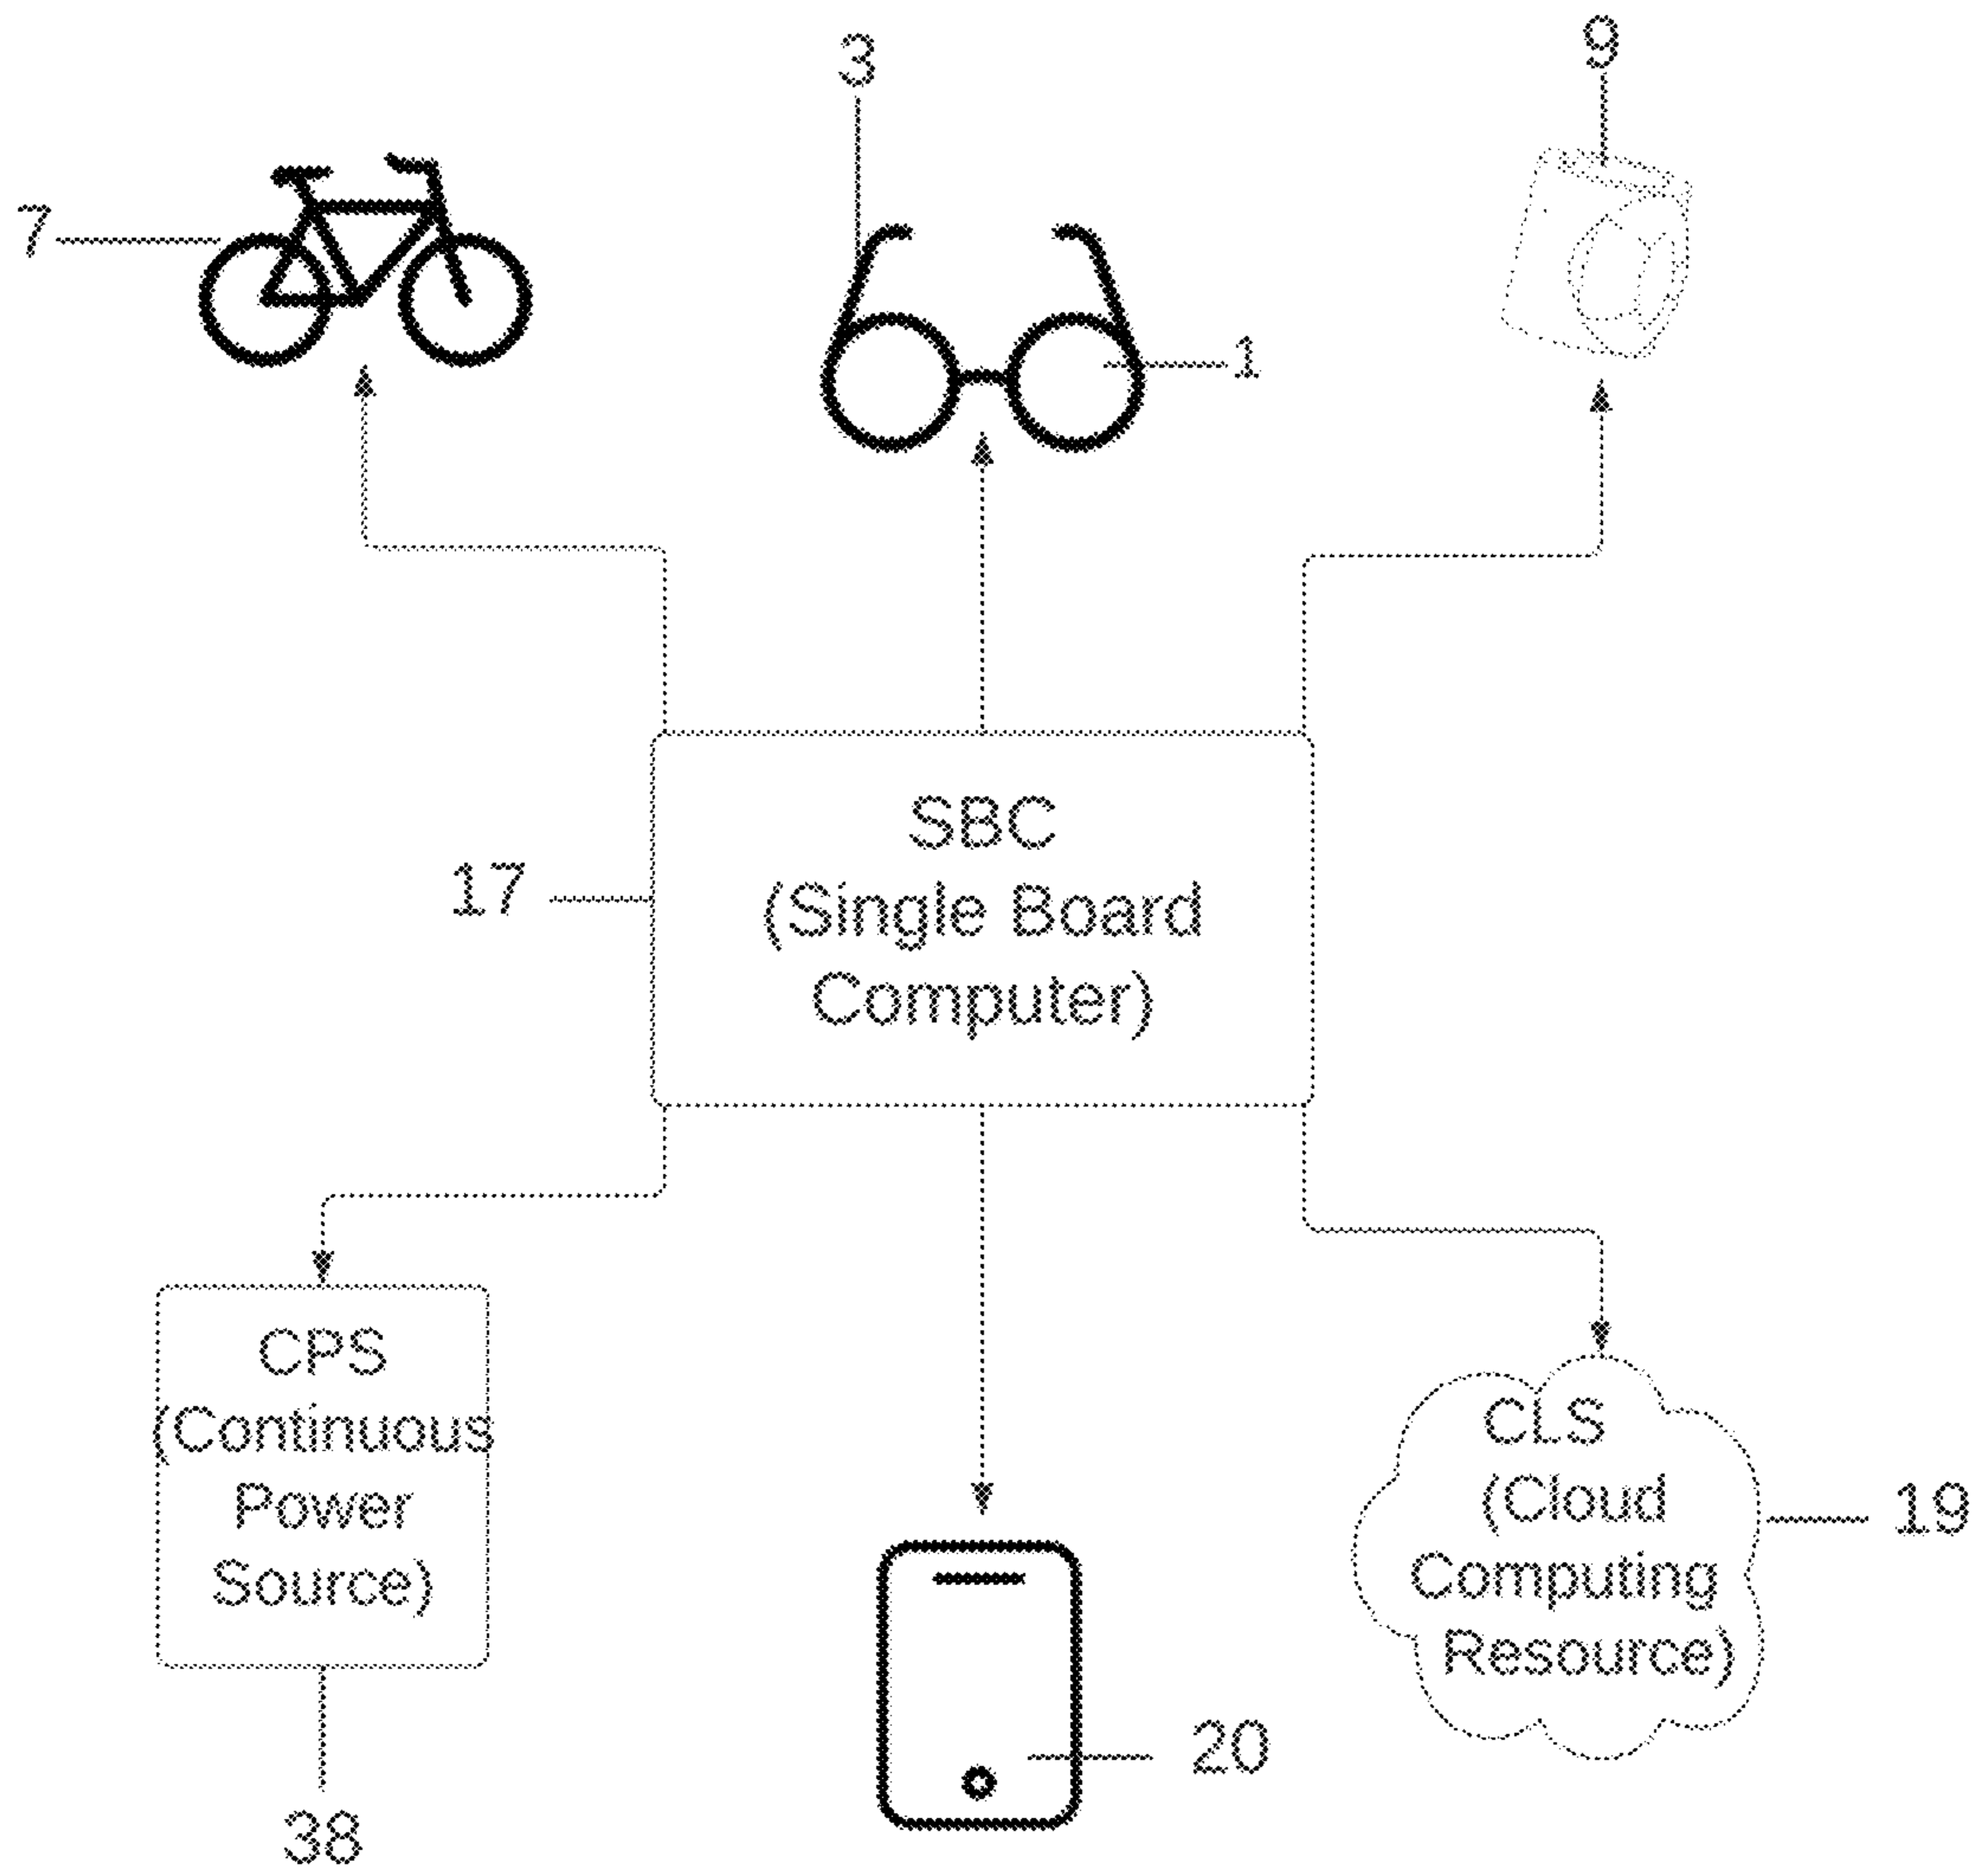 3
9
7
1
SBC
(Single Board
Computer)
17
CPS
(Continuous
Power
Source)
CLS
(Cloud
Computing
Resource)
19
20
38